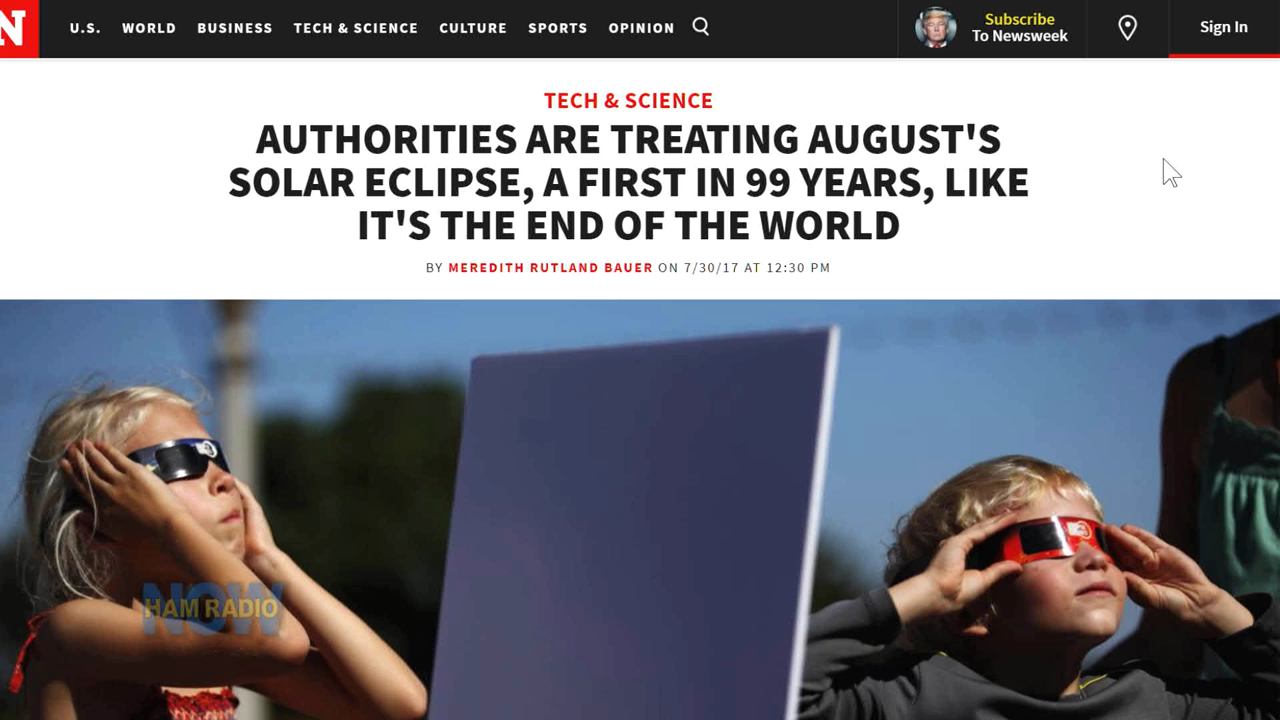 N
U.S. WORLD BUSINESS TECH & SCIENCE CULTURE SPORTS OPINION
Subscribe
To Newsweek
Sign In
TECH & SCIENCE
AUTHORITIES ARE TREATING AUGUST'S
SOLAR ECLIPSE, A FIRST IN 99 YEARS, LIKE
IT'S THE END OF THE WORLD
BY MEREDITH RUTLAND BAUER ON 7/30/17 AT 12:30 PM
HAM RADIO
NOW